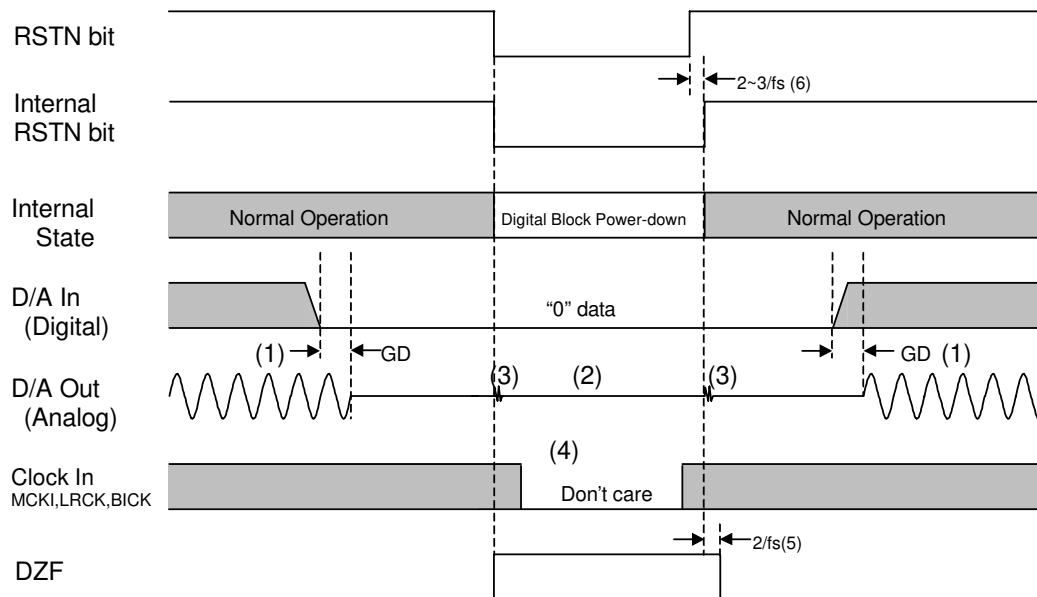 RSTN bit
2~3/fs (6)
Internal
RSTN bit
Internal
State
Normal Operation
Digital Block Power-down
Normal Operation
D/A In
(Digital)
“0” data
(1)
GD
GD
(1)
D/A Out
(Analog)
(3)
(2)
(3)
Clock In
MCKI,LRCK,BICK
(4)
Don’t care
2/fs(5)
DZF